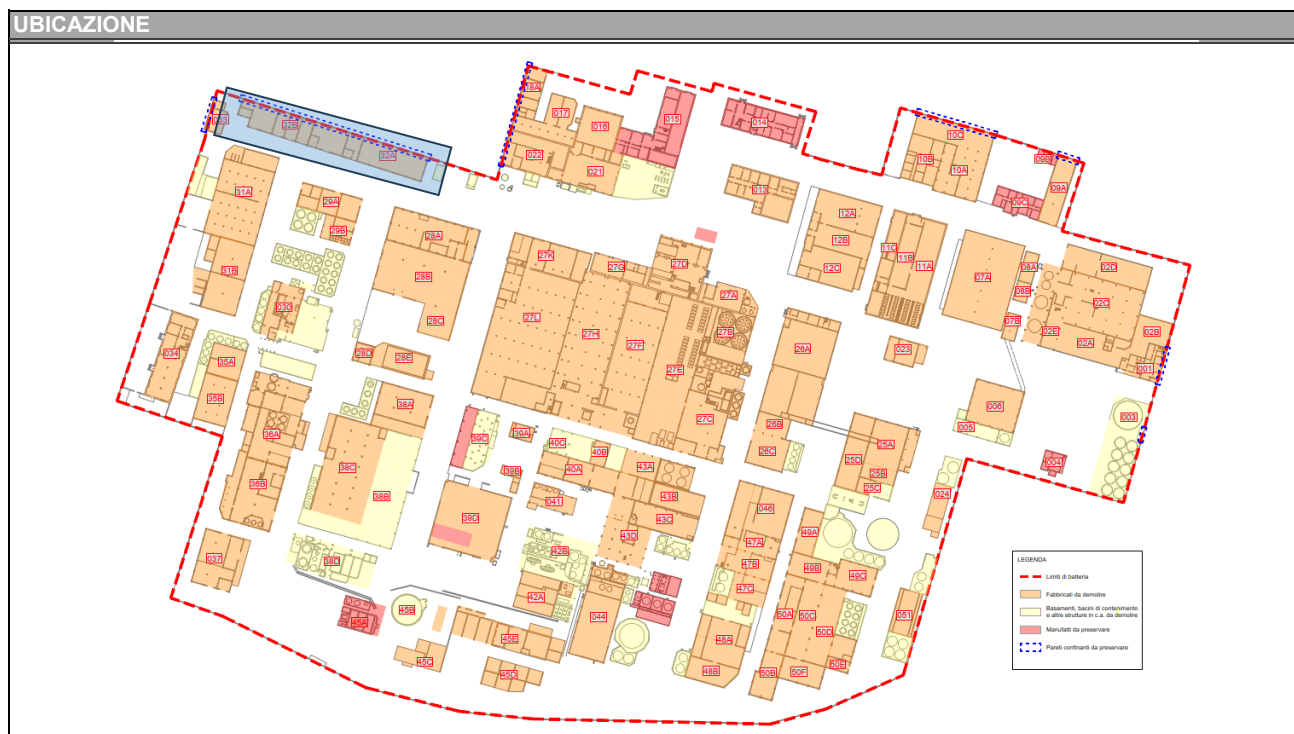 UBICAZIONE
18A
017
016
015
014
033
32B
32A
022
021
013
10C
10B
10A
09B
09A
09C
31A
29A
29B
28A
12A
12B
12C
11C
11B
11A
31B
28B
27K
27G
27D
27A
07A
08A
08B
07B
02D
02C
02B
02E
02A
001
030
28C
27L
27H
27F
27B
27E
26A
023
034
35A
35B
28D
28E
38A
27C
26B
26C
006
005
003
004
36A
36B
38C
38B
39C
39A
39B
39D
40C
40B
40A
041
43A
43B
43C
43D
25A
25D
25B
25C
024
046
47A
47B
47C
49A
49B
49C
037
38D
42B
42A
044
45A
45B
45C
45E
45D
48A
48B
50A
50C
50D
50E
50B
50F
051
LEGENDA
Limiti di batteria
Fabbricati da demolire
Basamenti, bacini di contenimento
e altre strutture in c.a. da demolire
Manufatti da preservare
Pareti confinanti da preservare